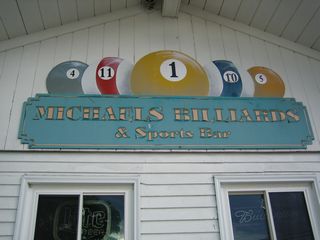 4 11 1 10 5
MICHAELS BILLIARDS
& Sports Bar